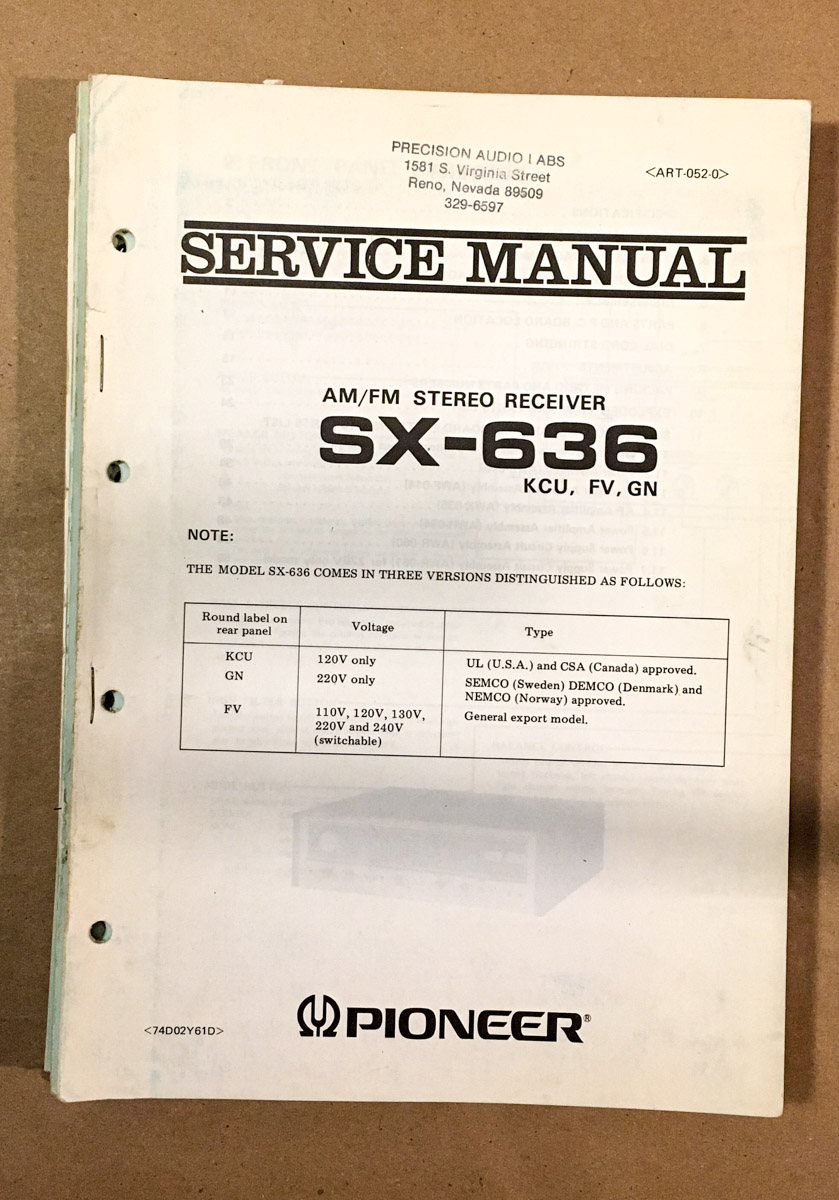 PRECISION AUDIO LABS
1581 S. Virginia Street
Reno, Nevada 89509
329-6597
<ART-052-0>
SERVICE MANUAL
AM/FM STEREO RECEIVER
SX-636
KCU, FV, GN
NOTE:
THE MODEL SX-636 COMES IN THREE VERSIONS DISTINGUISHED AS FOLLOWS:
Round label on rear panel Voltage Type
KCU 120V only UL (U.S.A.) and CSA (Canada) approved.
GN 220V only SEMCO (Sweden) DEMCO (Denmark) and
NEMCO (Norway) approved.
FV 110V, 120V, 130V, General export model.
220V and 240V
(switchable)
<74D02Y61D>
PIONEER®